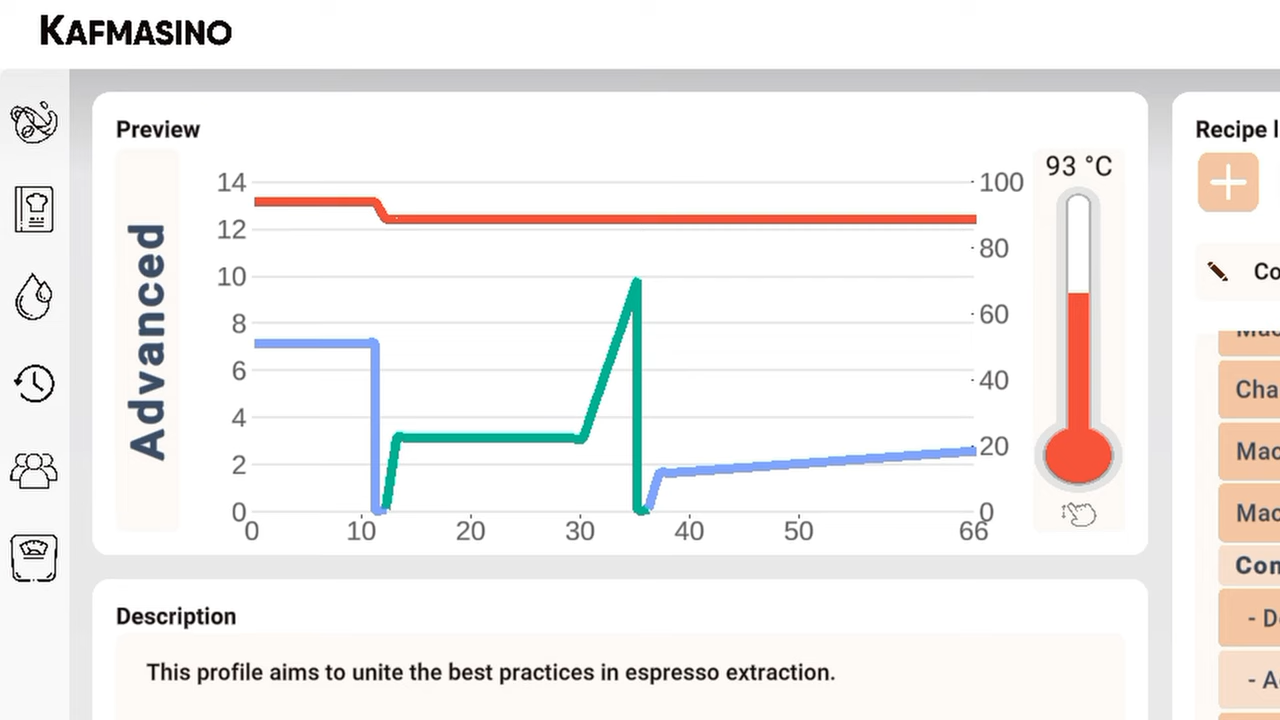 KAFMASINO
Preview
Advanced
14
12
10
8
6
4
2
0
100
80
60
40
20
0
0 10 20 30 40 50 66
93 °C
Description
This profile aims to unite the best practices in espresso extraction.
Recipe
Co
Cha
Mac
Mac
Con
- D
- A